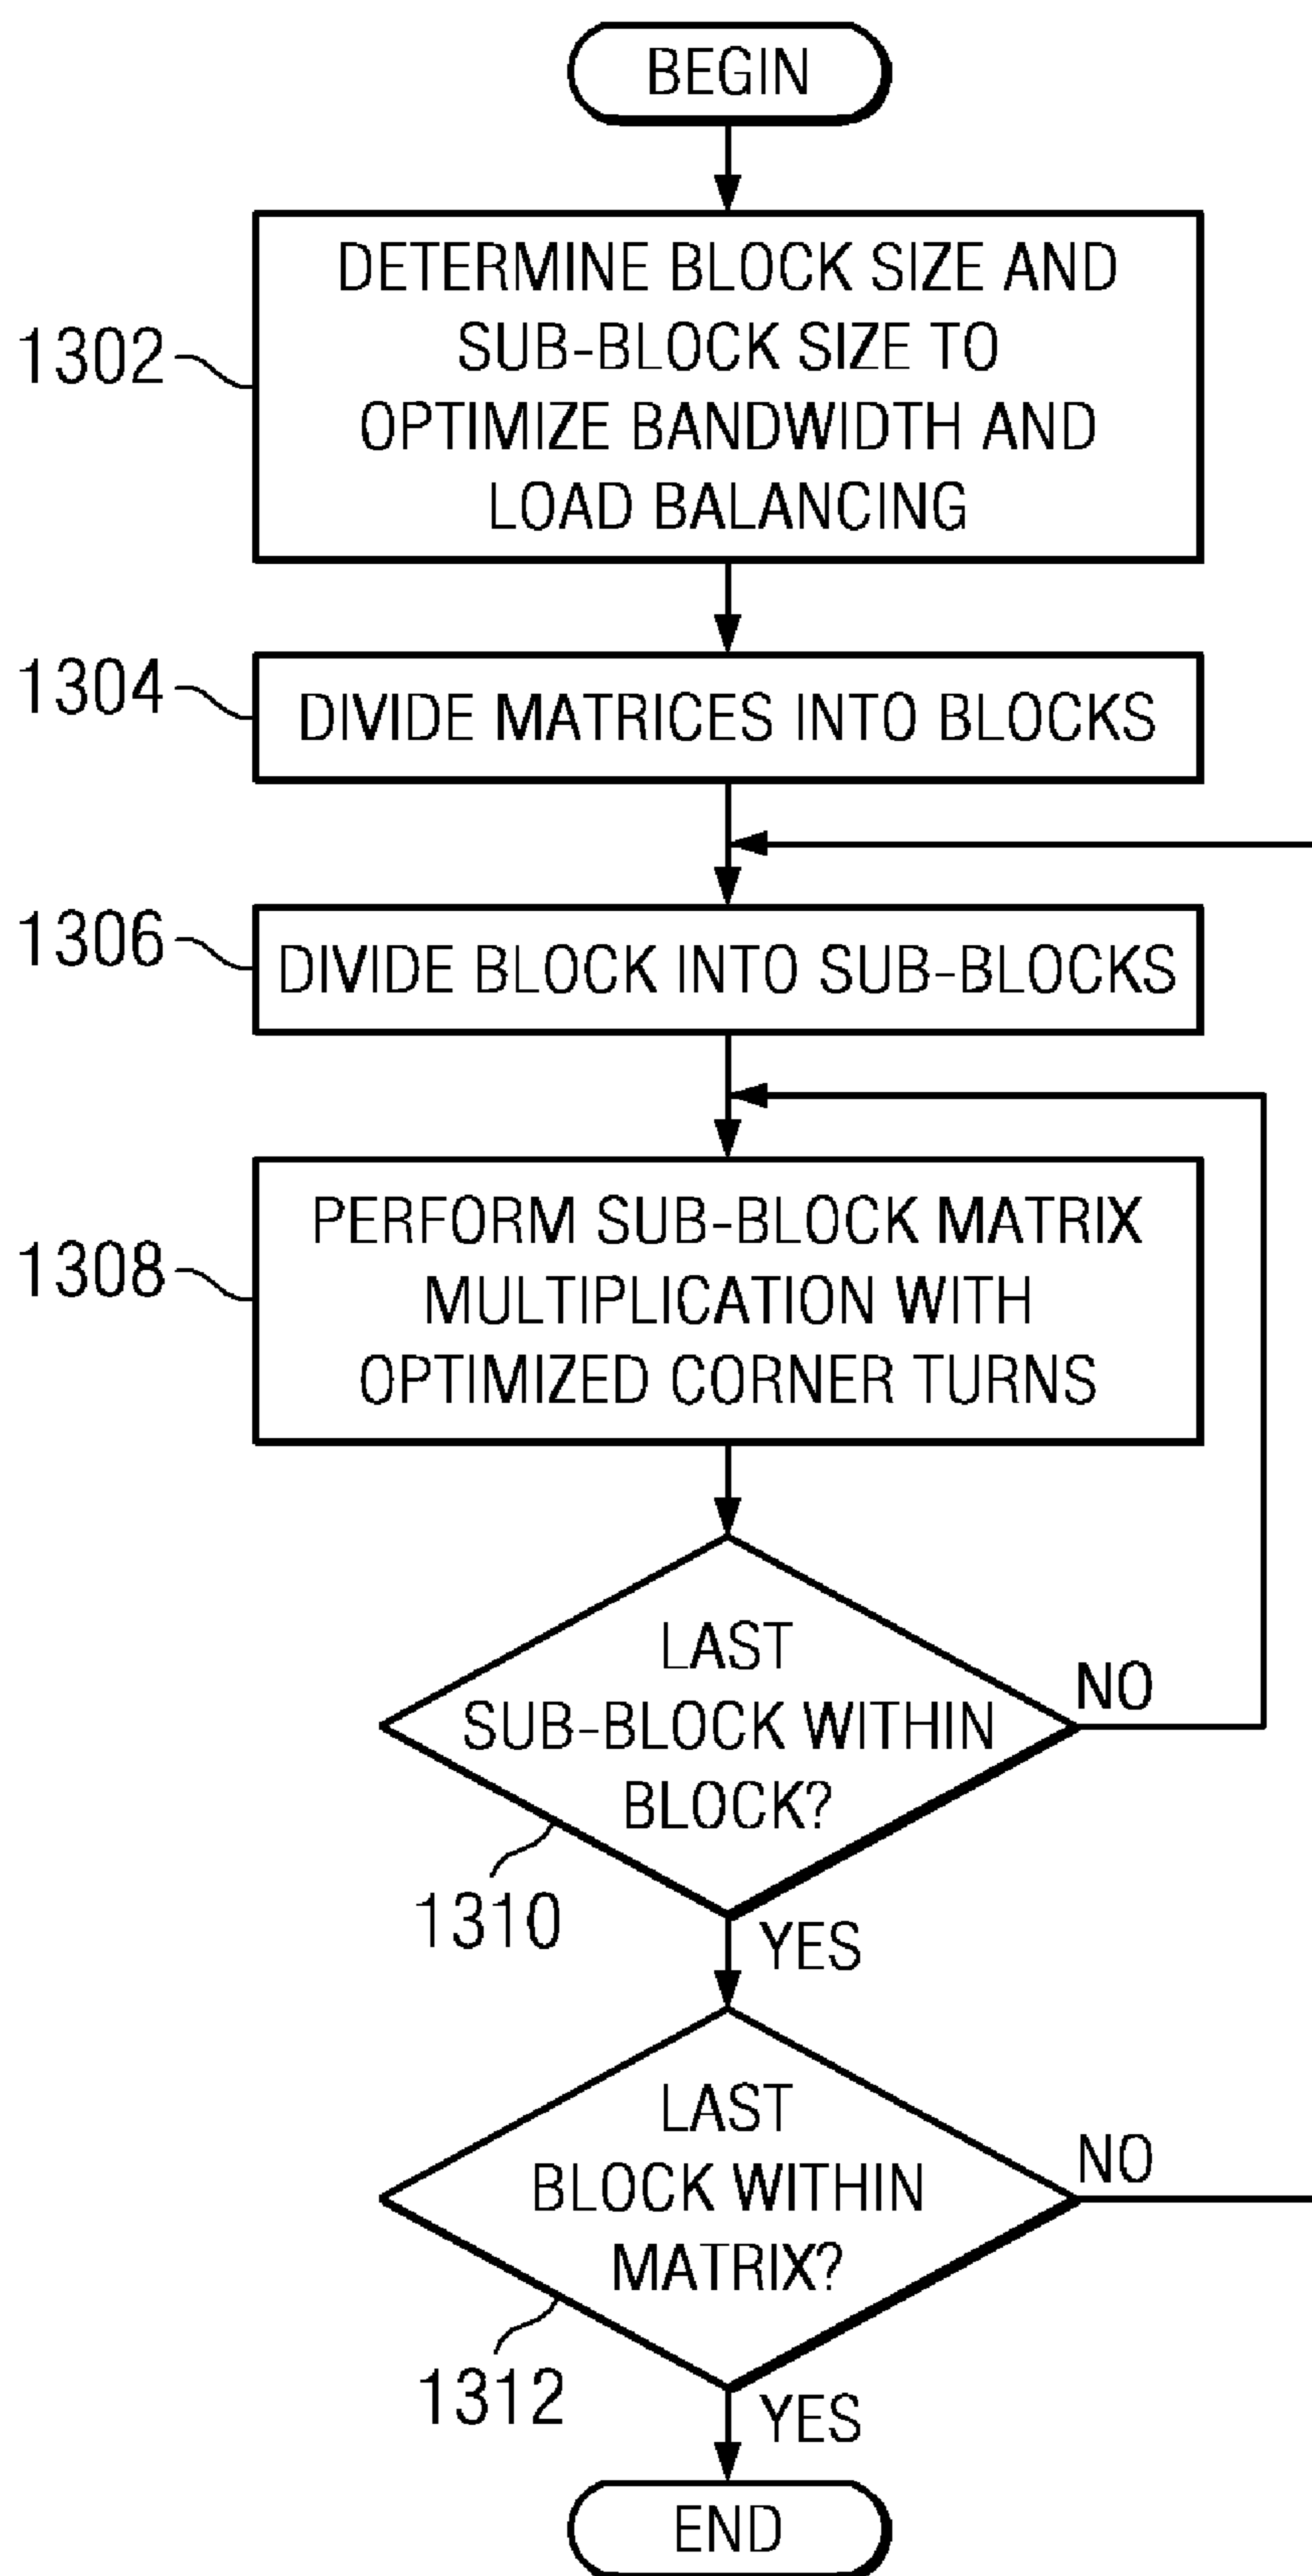 BEGIN
1302
DETERMINE BLOCK SIZE AND
SUB-BLOCK SIZE TO
OPTIMIZE BANDWIDTH AND
LOAD BALANCING
1304
DIVIDE MATRICES INTO BLOCKS
1306
DIVIDE BLOCK INTO SUB-BLOCKS
1308
PERFORM SUB-BLOCK MATRIX
MULTIPLICATION WITH
OPTIMIZED CORNER TURNS
LAST
SUB-BLOCK WITHIN
BLOCK?
NO
1310
YES
LAST
BLOCK WITHIN
MATRIX?
NO
1312
YES
END